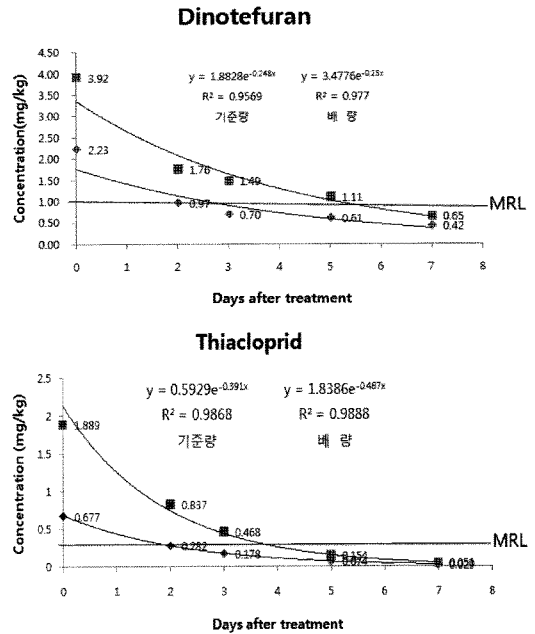 Dinotefuran
Concentration(mg/kg)
4.50
4.00
3.50
3.00
2.50
2.00
1.50
1.00
0.50
0.00
3.92
2.23
1.76
0.97
1.49
0.70
1.11
0.61
0.65
0.42
y = 1.8828e-0.248x
R² = 0.9569
기준량
y = 3.4776e-0.25x
R² = 0.977
배 량
MRL
0 1 2 3 4 5 6 7 8
Days after treatment
Thiacloprid
Concentration (mg/kg)
2.5
2
1.5
1
0.5
0
1.889
0.677
0.837
0.282
0.468
0.178
0.154
0.074
y = 0.5929e-0.391x
R² = 0.9868
기준량
y = 1.8386e-0.487x
R² = 0.9888
배 량
MRL
0 1 2 3 4 5 6 7 8
Days after treatment